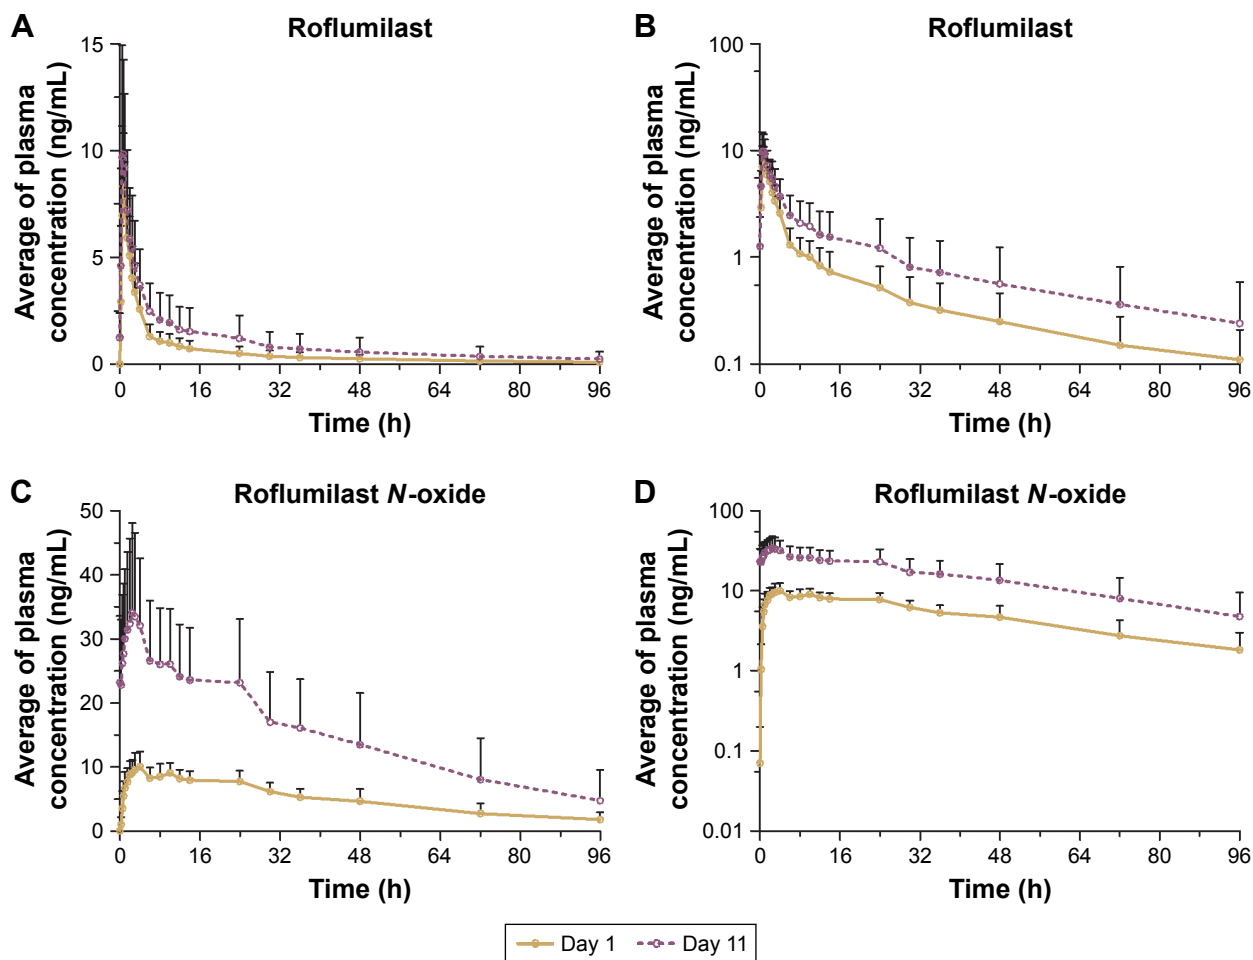 A
Roflumilast
Average of plasma
concentration (ng/mL)
15
10
5
0
0 16 32 48 64 80 96
Time (h)
B
Roflumilast
Average of plasma
concentration (ng/mL)
100
10
1
0.1
0 16 32 48 64 80 96
Time (h)
C
Roflumilast N-oxide
Average of plasma
concentration (ng/mL)
50
40
30
20
10
0
0 16 32 48 64 80 96
Time (h)
D
Roflumilast N-oxide
Average of plasma
concentration (ng/mL)
100
10
1
0.1
0.01
0 16 32 48 64 80 96
Time (h)
Day 1 Day 11